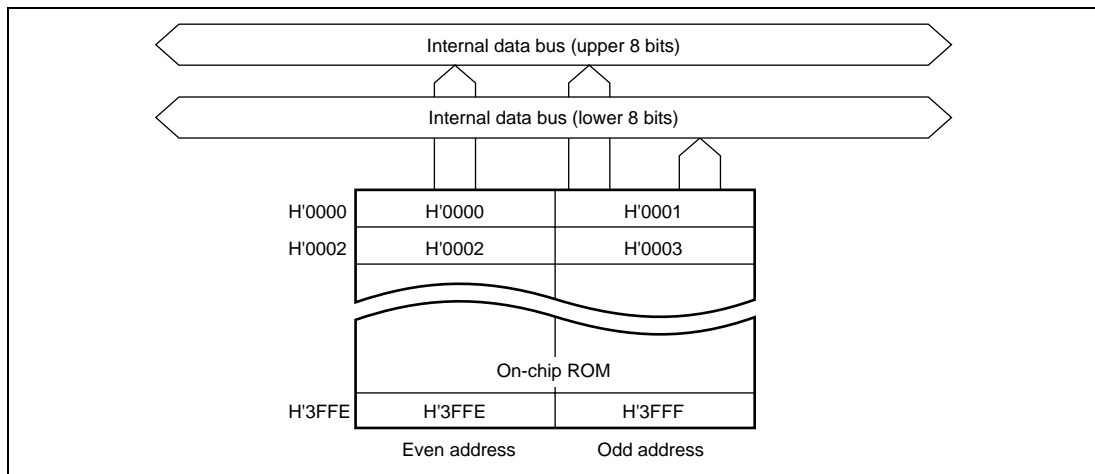 Internal data bus (upper 8 bits)
Internal data bus (lower 8 bits)
H'0000 H'0000 H'0001
H'0002 H'0002 H'0003
On-chip ROM
H'3FFE H'3FFE H'3FFF
Even address Odd address